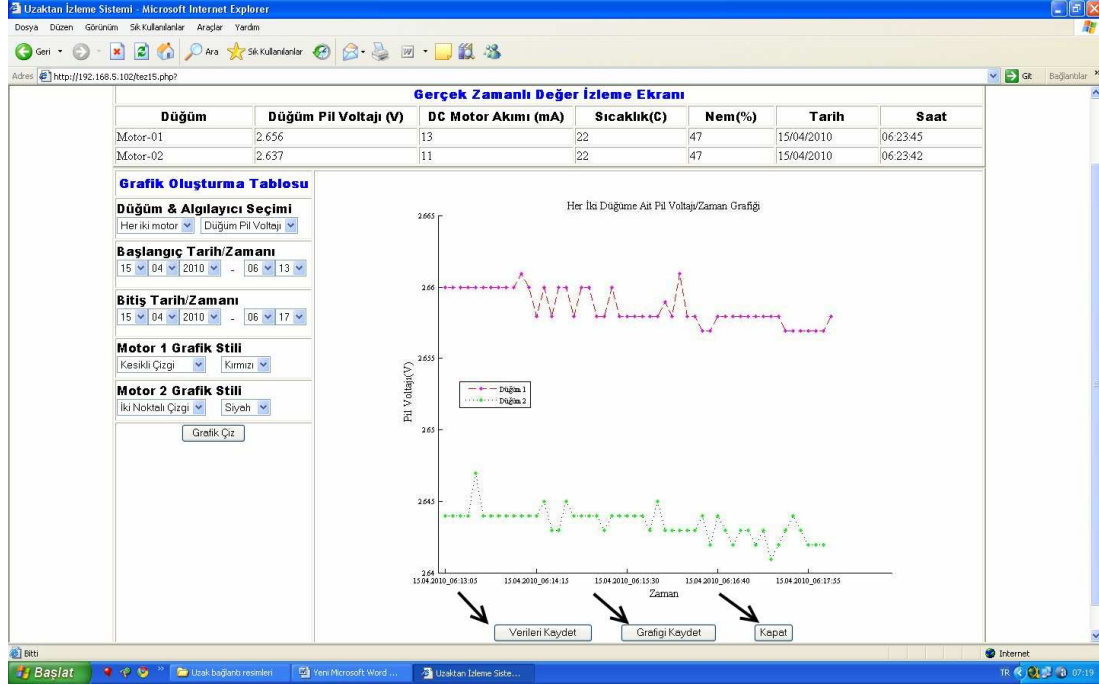 Uzaktan İzleme Sistemi - Microsoft Internet Explorer
Dosya Düzen Görünüm Sık Kullanılanlar Araçlar Yardım
Geri Ara Sık Kullanılanlar
Adres http://192.168.5.102/tez15.php? Git Bağlantılar
Gerçek Zamanlı Değer İzleme Ekranı
Düğüm Düğüm Pil Voltajı (V) DC Motor Akımı (mA) Sıcaklık(C) Nem(%) Tarih Saat
Motor-01 2.656 13 22 47 15/04/2010 06:23:45
Motor-02 2.637 11 22 47 15/04/2010 06:23:42
Grafik Oluşturma Tablosu
Düğüm & Algılayıcı Seçimi
Her iki motor Düğüm Pil Voltajı
Başlangıç Tarih/Zamanı
15 04 2010 - 06 13
Bitiş Tarih/Zamanı
15 04 2010 - 06 17
Motor 1 Grafik Stili
Kesikli Çizgi Kırmızı
Motor 2 Grafik Stili
İki Noktalı Çizgi Siyah
Grafik Çiz
Her İki Düğüme Ait Pil Voltajı/Zaman Grafiği
2.665
2.66
2.655
2.65
2.645
2.64
Pil Voltajı(V)
Düğüm 1
Düğüm 2
15.04.2010_06:13:05 15.04.2010_06:14:15 15.04.2010_06:15:30 15.04.2010_06:16:40 15.04.2010_06:17:55
Zaman
Verileri Kaydet Grafigi Kaydet Kapat
Bitti Internet
Başlat Uzak bağlantı resimleri Yeni Microsoft Word ... Uzaktan İzleme Siste... TR 07:19